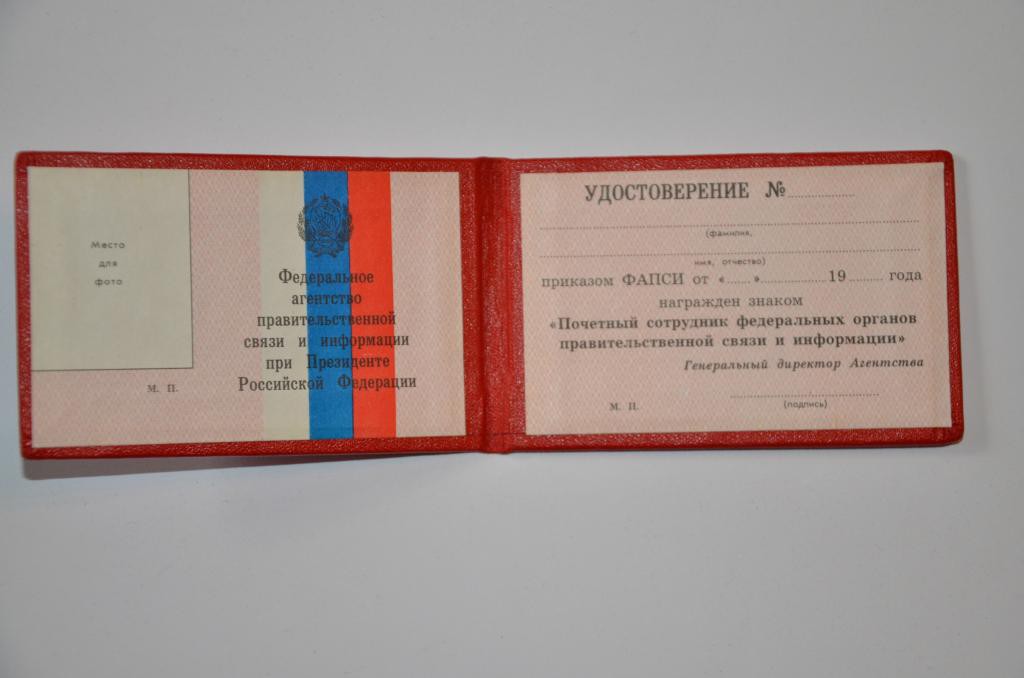 Место
для
фото
М. П.
Федеральное
агентство
правительственной
связи и информации
при Президенте
Российской Федерации
УДОСТОВЕРЕНИЕ №
(фамилия,
имя, отчество)
приказом ФАПСИ от «......» 19 года
награжден знаком
«Почетный сотрудник федеральных органов
правительственной связи и информации»
Генеральный директор Агентства
М. П.
(подпись)